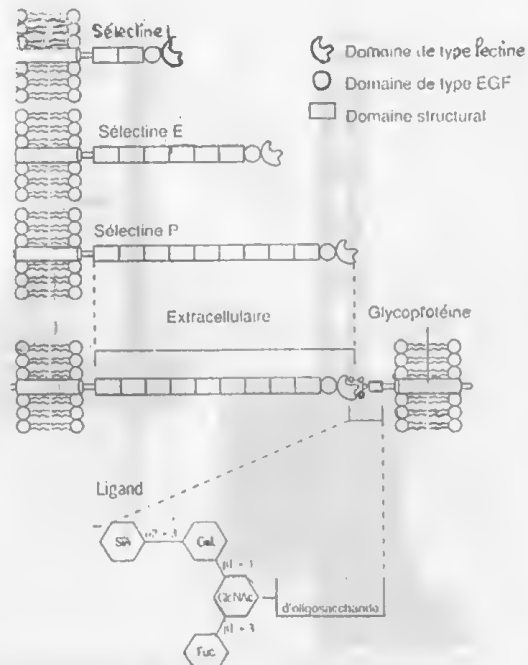 Sélectine L
Domaine de type lectine
Domaine de type EGF
Domaine structural
Sélectine E
Sélectine P
Extracellulaire
Glycoprotéine
Ligand
SiA
Gal
GlcNAc
d'oligosaccharide
Fuc